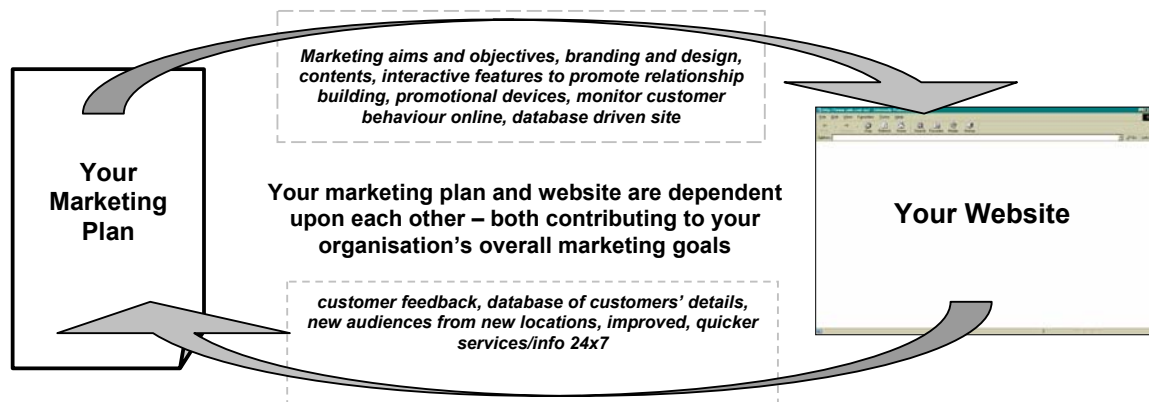 Marketing aims and objectives, branding and design,
contents, interactive features to promote relationship
building, promotional devices, monitor customer
behaviour online, database driven site
Your
Marketing
Plan
Your marketing plan and website are dependent
upon each other – both contributing to your
organisation's overall marketing goals
Your Website
customer feedback, database of customers' details,
new audiences from new locations, improved, quicker
services/info 24x7